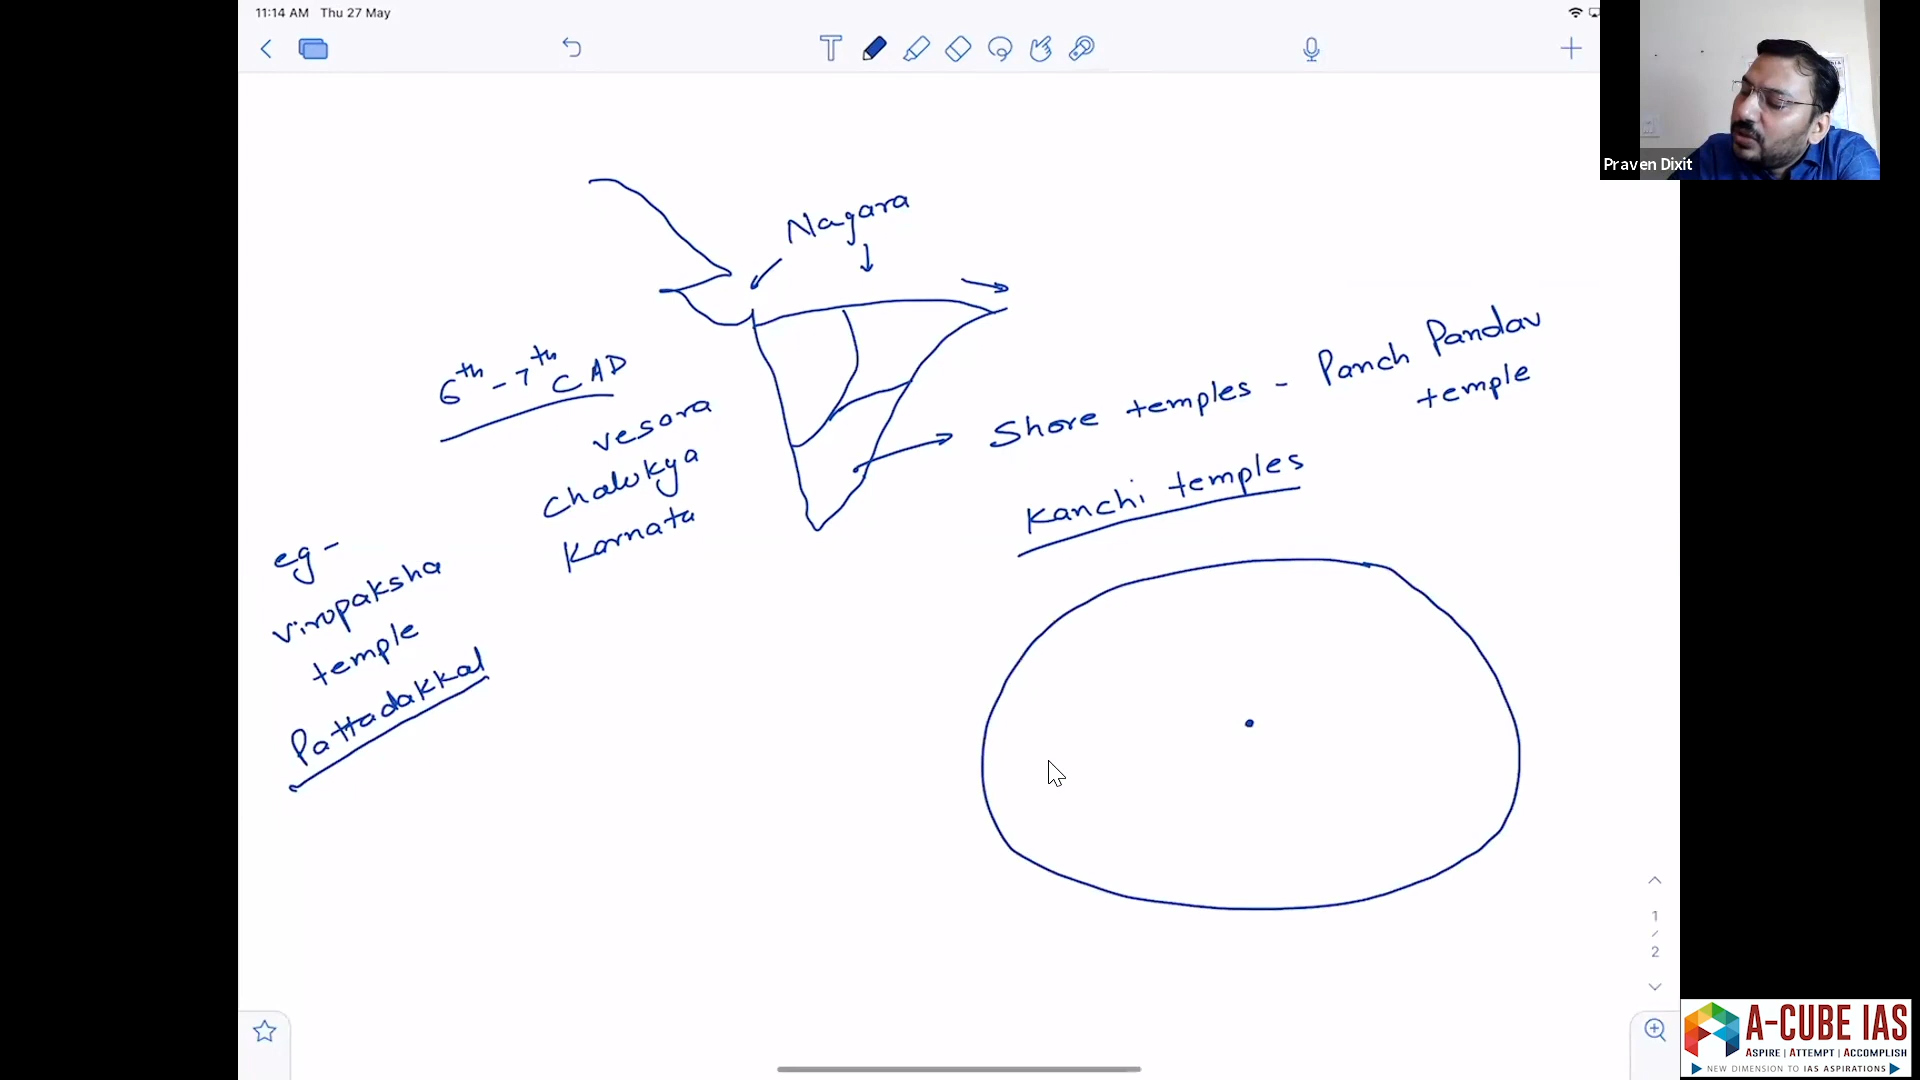 11:14 AM Thu 27 May
Praven Dixit
Nagara
6th - 7th C AD
vesara
chalukya
Karnata
Shore temples - Panch Pandav
temple
Kanchi temples
eg -
virupaksha
temple
Pattadakkal
1
/
2
A-CUBE IAS
ASPIRE | ATTEMPT | ACCOMPLISH
NEW DIMENSION TO IAS ASPIRATIONS